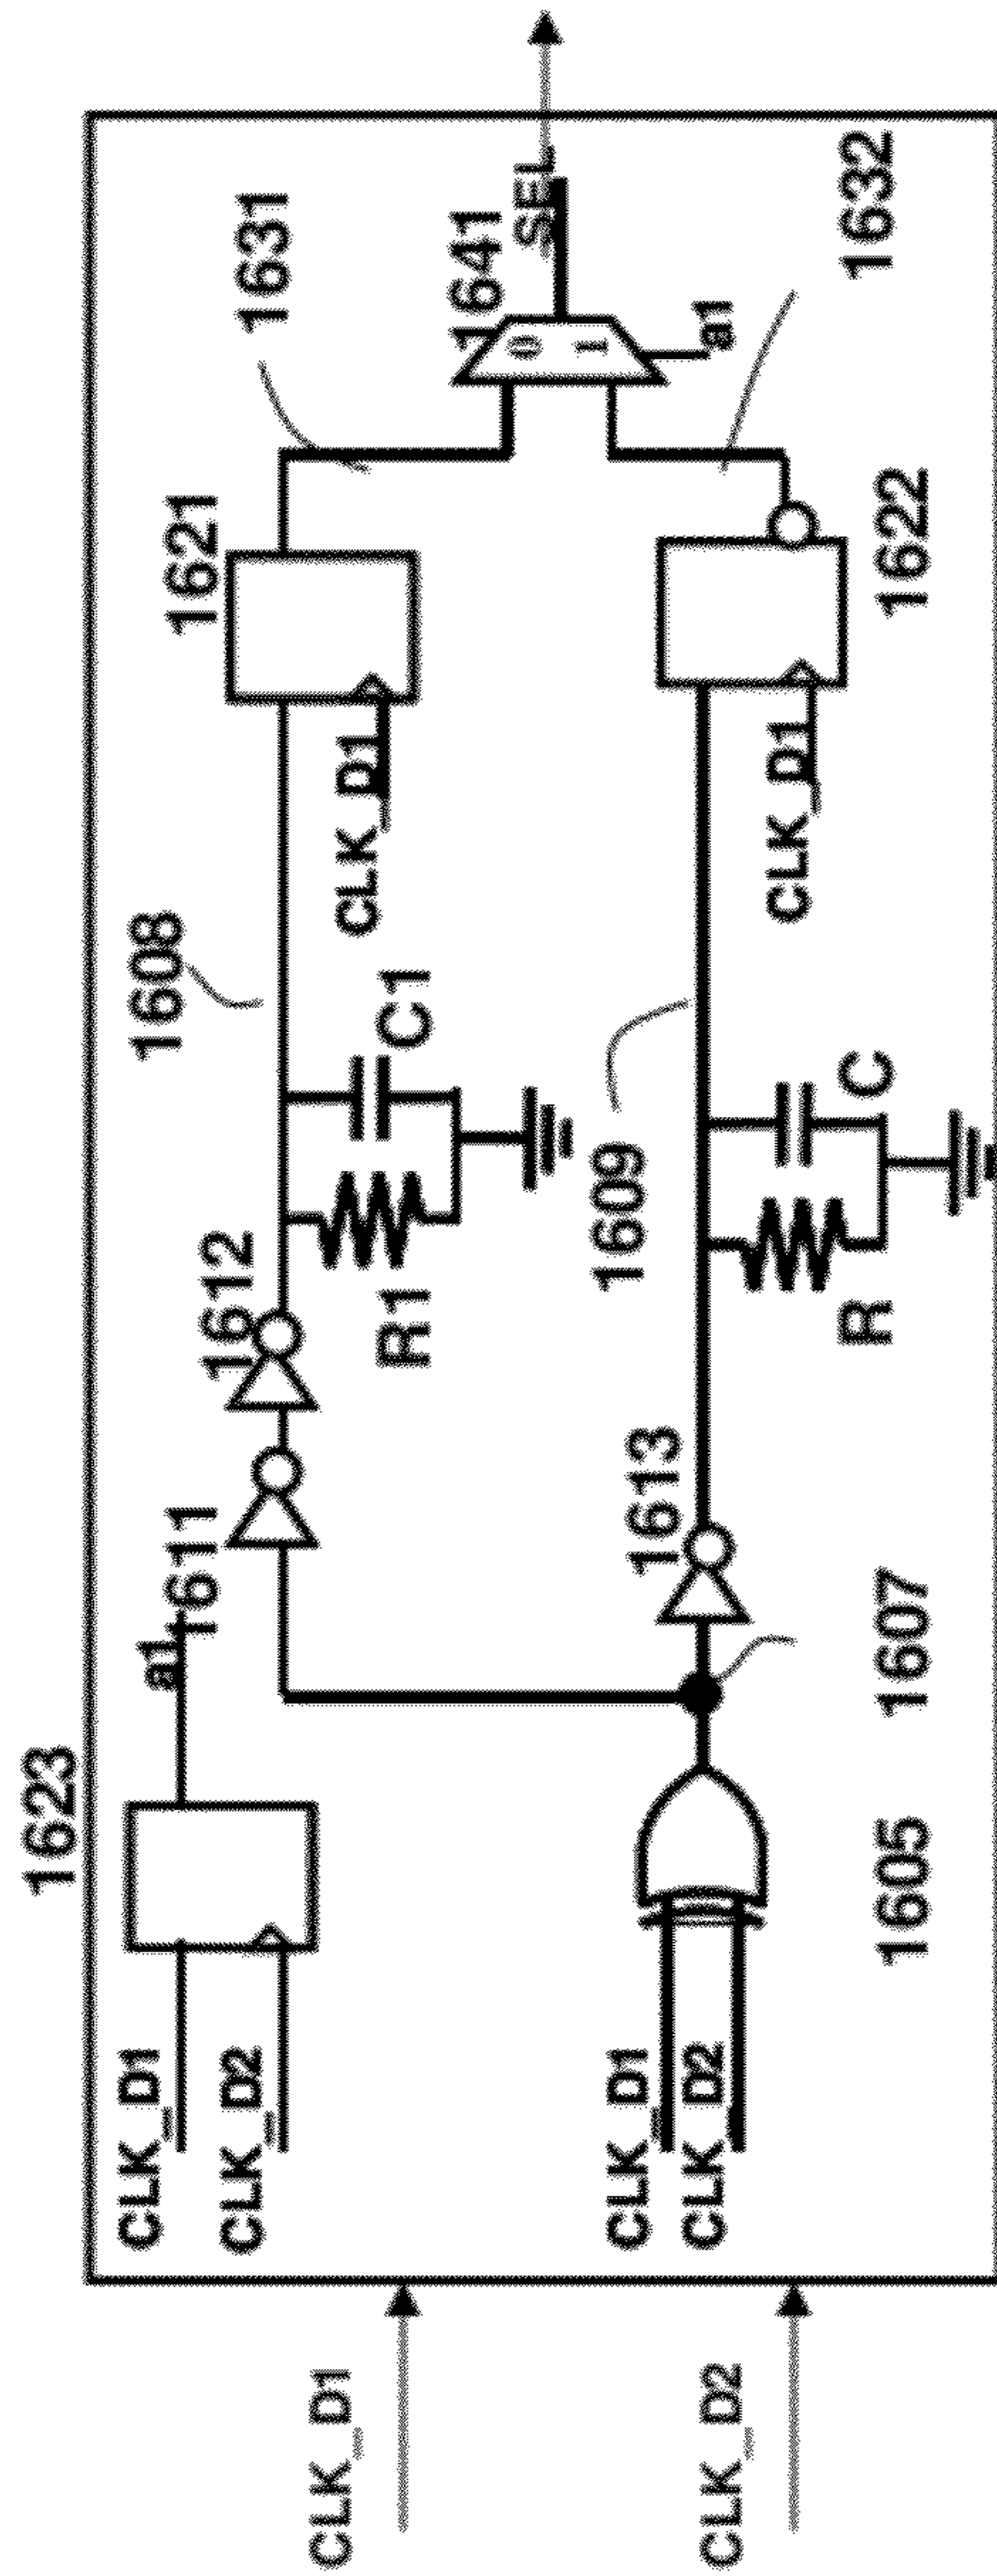 1623
CLK_D1
CLK_D2
a1
1611
1612
1608
R1
C1
CLK_D1
1621
1631
1641
0
1
SEL
a1
CLK_D1
CLK_D2
CLK_D1
CLK_D2
1605
1607
1613
1609
R
C
CLK_D1
1622
1632